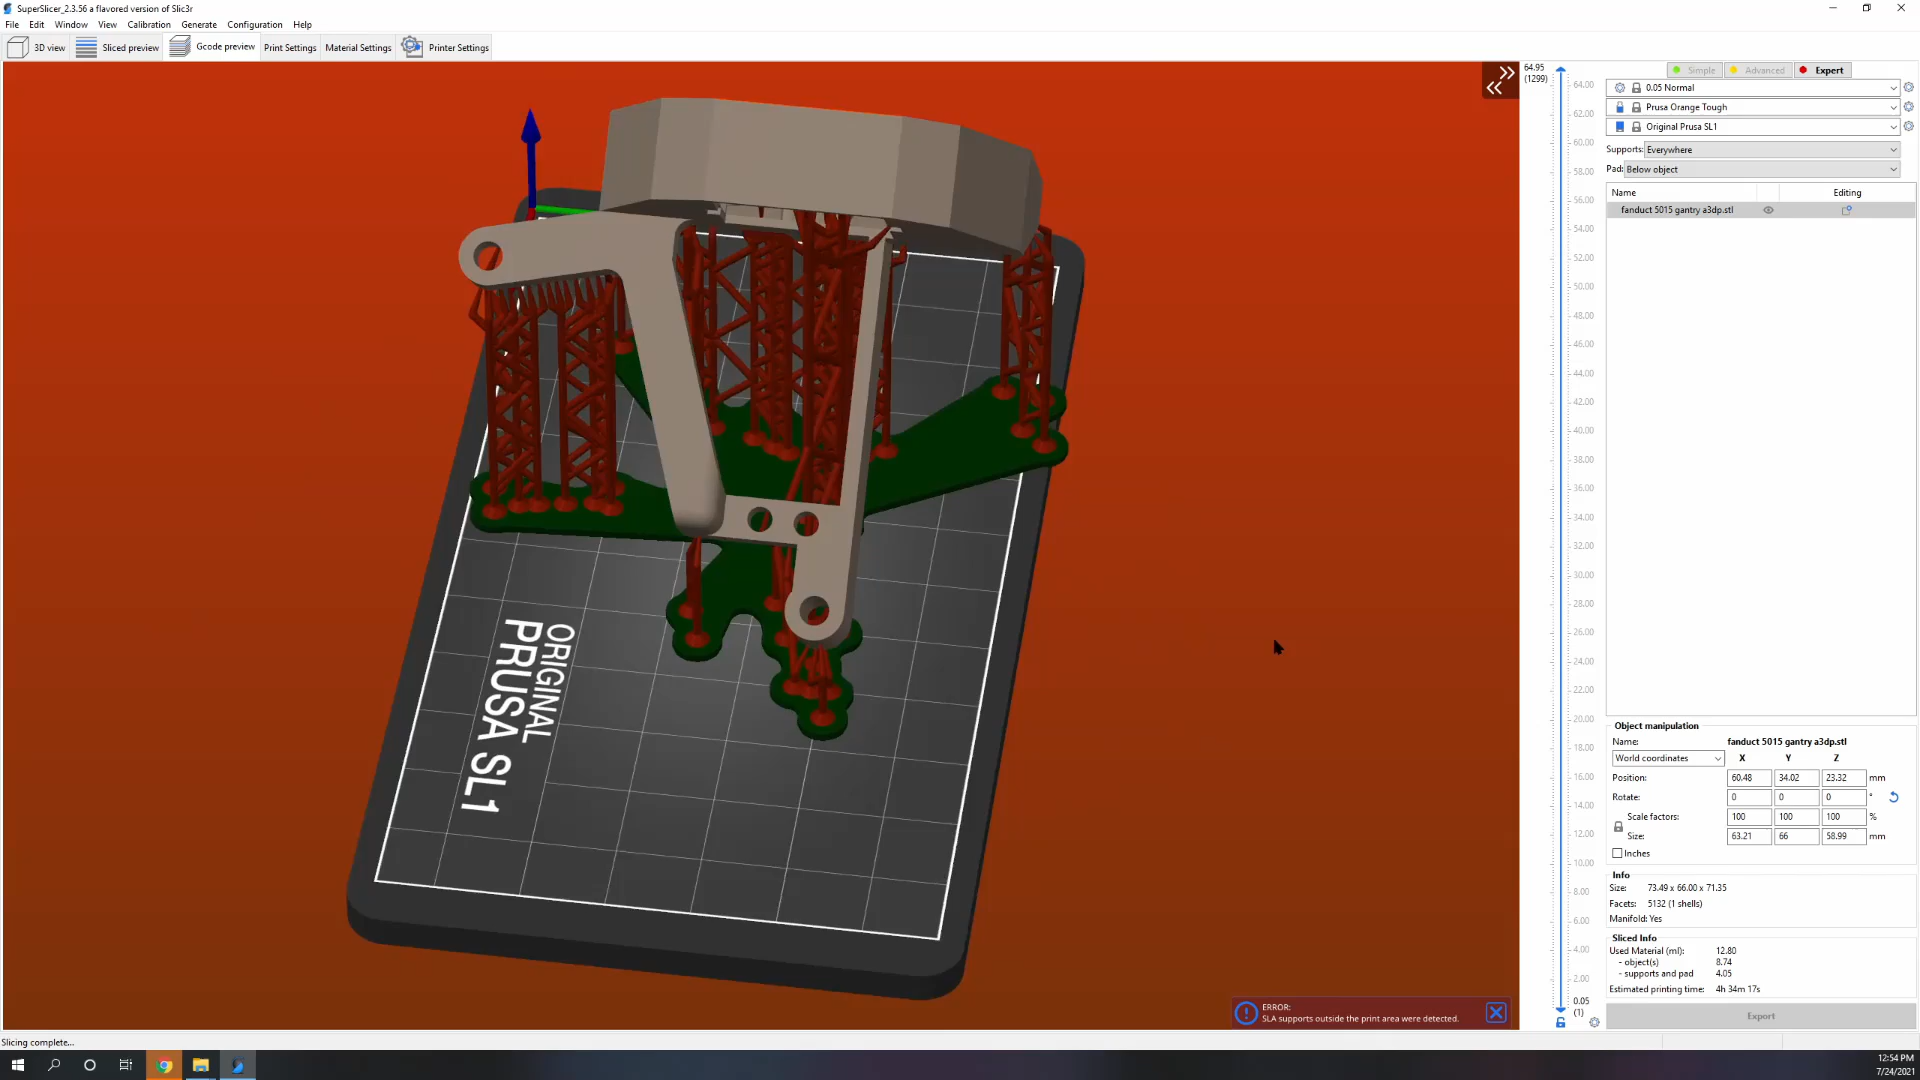 SuperSlicer_2.3.56 a flavored version of Slic3r
File Edit Window View Calibration Generate Configuration Help
3D view Sliced preview Gcode preview Print Settings Material Settings Printer Settings
Simple Advanced Expert
0.05 Normal
Prusa Orange Tough
Original Prusa SL1
Supports: Everywhere
Pad: Below object
Name Editing
fanduct 5015 gantry a3dp.stl
64.95
(1299)
64.00
62.00
60.00
58.00
56.00
54.00
52.00
50.00
48.00
46.00
44.00
42.00
40.00
38.00
36.00
34.00
32.00
30.00
28.00
26.00
24.00
22.00
20.00
18.00
16.00
14.00
12.00
10.00
8.00
6.00
4.00
2.00
0.05
(1)
ORIGINAL
PRUSA SL1
Object manipulation
Name: fanduct 5015 gantry a3dp.stl
World coordinates X Y Z
Position: 60.48 34.02 23.32 mm
Rotate: 0 0 0 °
Scale factors: 100 100 100 %
Size: 63.21 66 58.99 mm
Inches
Info
Size: 73.49 x 66.00 x 71.35
Facets: 5132 (1 shells)
Manifold: Yes
Sliced Info
Used Material (ml): 12.80
- object(s) 8.74
- supports and pad 4.05
Estimated printing time: 4h 34m 17s
Export
ERROR:
SLA supports outside the print area were detected.
Slicing complete...
12:54 PM
7/24/2021